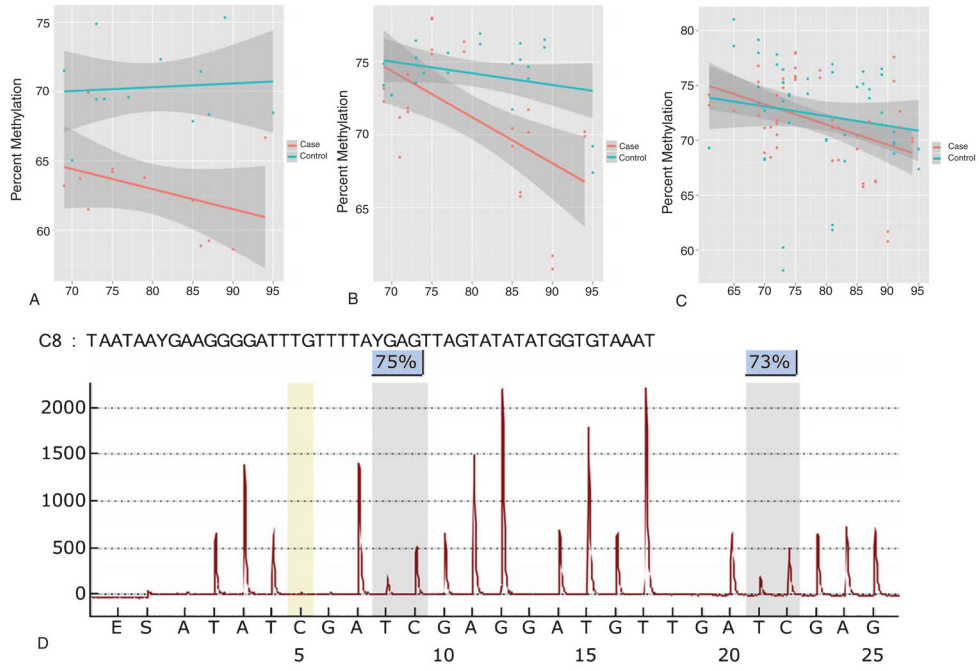 75
70
65
60
Percent Methylation
70 75 80 85 90 95
Case
Control
A
75
70
65
Percent Methylation
70 75 80 85 90 95
Case
Control
B
80
75
70
65
60
Percent Methylation
65 70 75 80 85 90 95
Case
Control
C
C8 : TAATAAYGAAGGGGATTTGTTTTAYGAGTTAGTATATATGGTGTAAAT
75% 73%
2000
1500
1000
500
0
E S A T A T C G A T C G A G G A T G T T G A T C G A G
5 10 15 20 25
D